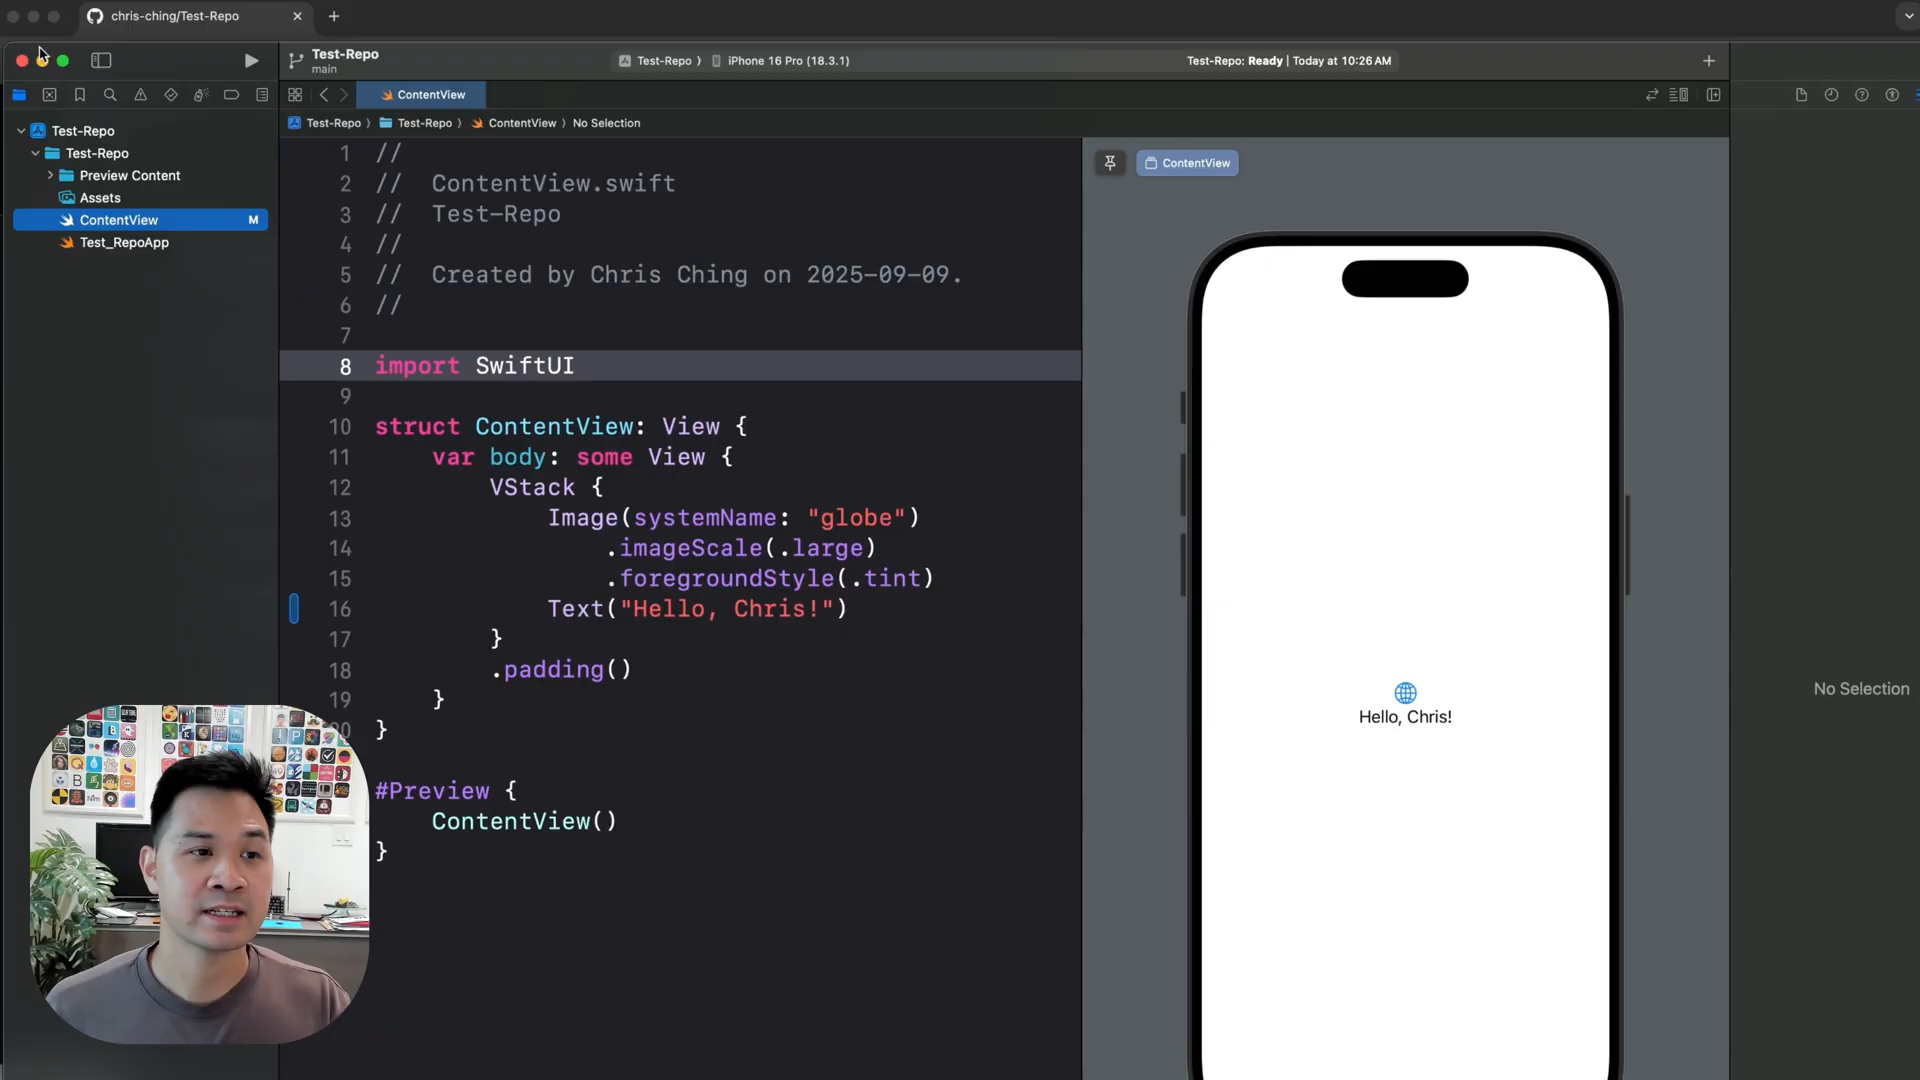 chris-ching/Test-Repo
Test-Repo
main
Test-Repo
iPhone 16 Pro (18.3.1)
Test-Repo: Ready | Today at 10:26 AM
ContentView
Test-Repo
Test-Repo
ContentView
No Selection
Test-Repo
Test-Repo
Preview Content
Assets
ContentView M
Test_RepoApp
1 //
2 // ContentView.swift
3 // Test-Repo
4 //
5 // Created by Chris Ching on 2025-09-09.
6 //
7
8 import SwiftUI
9
10 struct ContentView: View {
11 var body: some View {
12 VStack {
13 Image(systemName: "globe")
14 .imageScale(.large)
15 .foregroundStyle(.tint)
16 Text("Hello, Chris!")
17 }
18 .padding()
19 }
}
#Preview {
ContentView()
}
ContentView
Hello, Chris!
No Selection